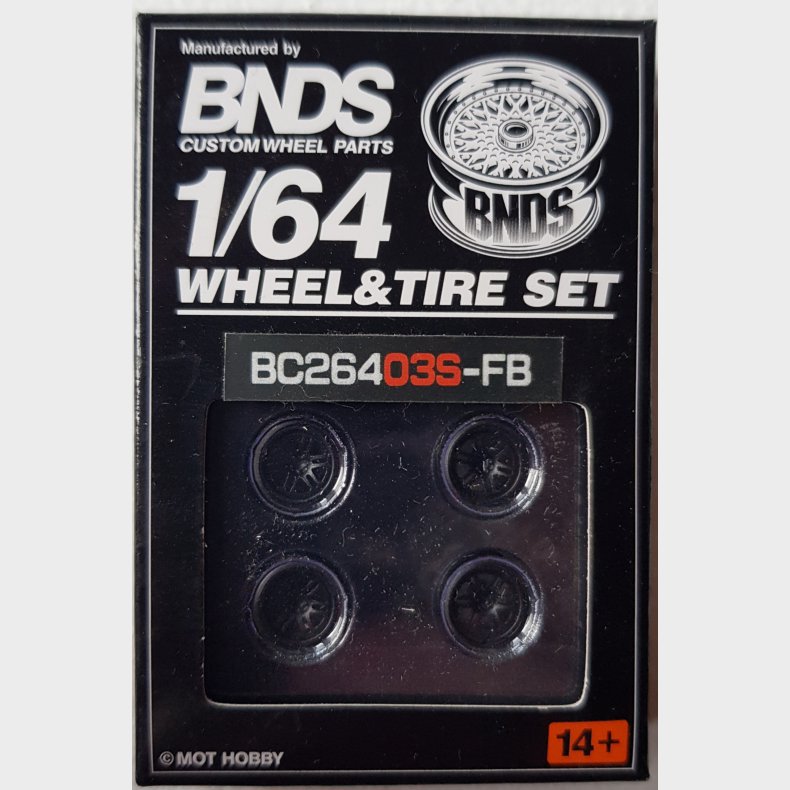 Manufactured by
BNDS
CUSTOM WHEEL PARTS
BNDS
1/64
WHEEL&TIRE SET
BC26403S-FB
14+
©MOT HOBBY